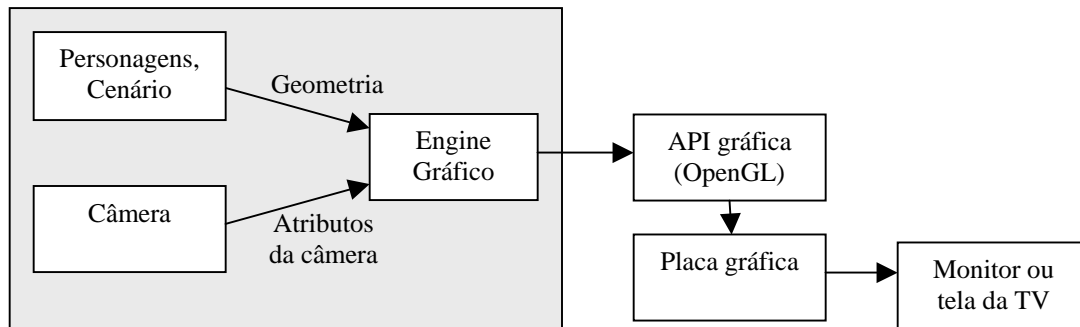 Personagens,
Cenário
Geometria
Engine
Gráfico
Câmera
Atributos
da câmera
API gráfica
(OpenGL)
Placa gráfica
Monitor ou
tela da TV